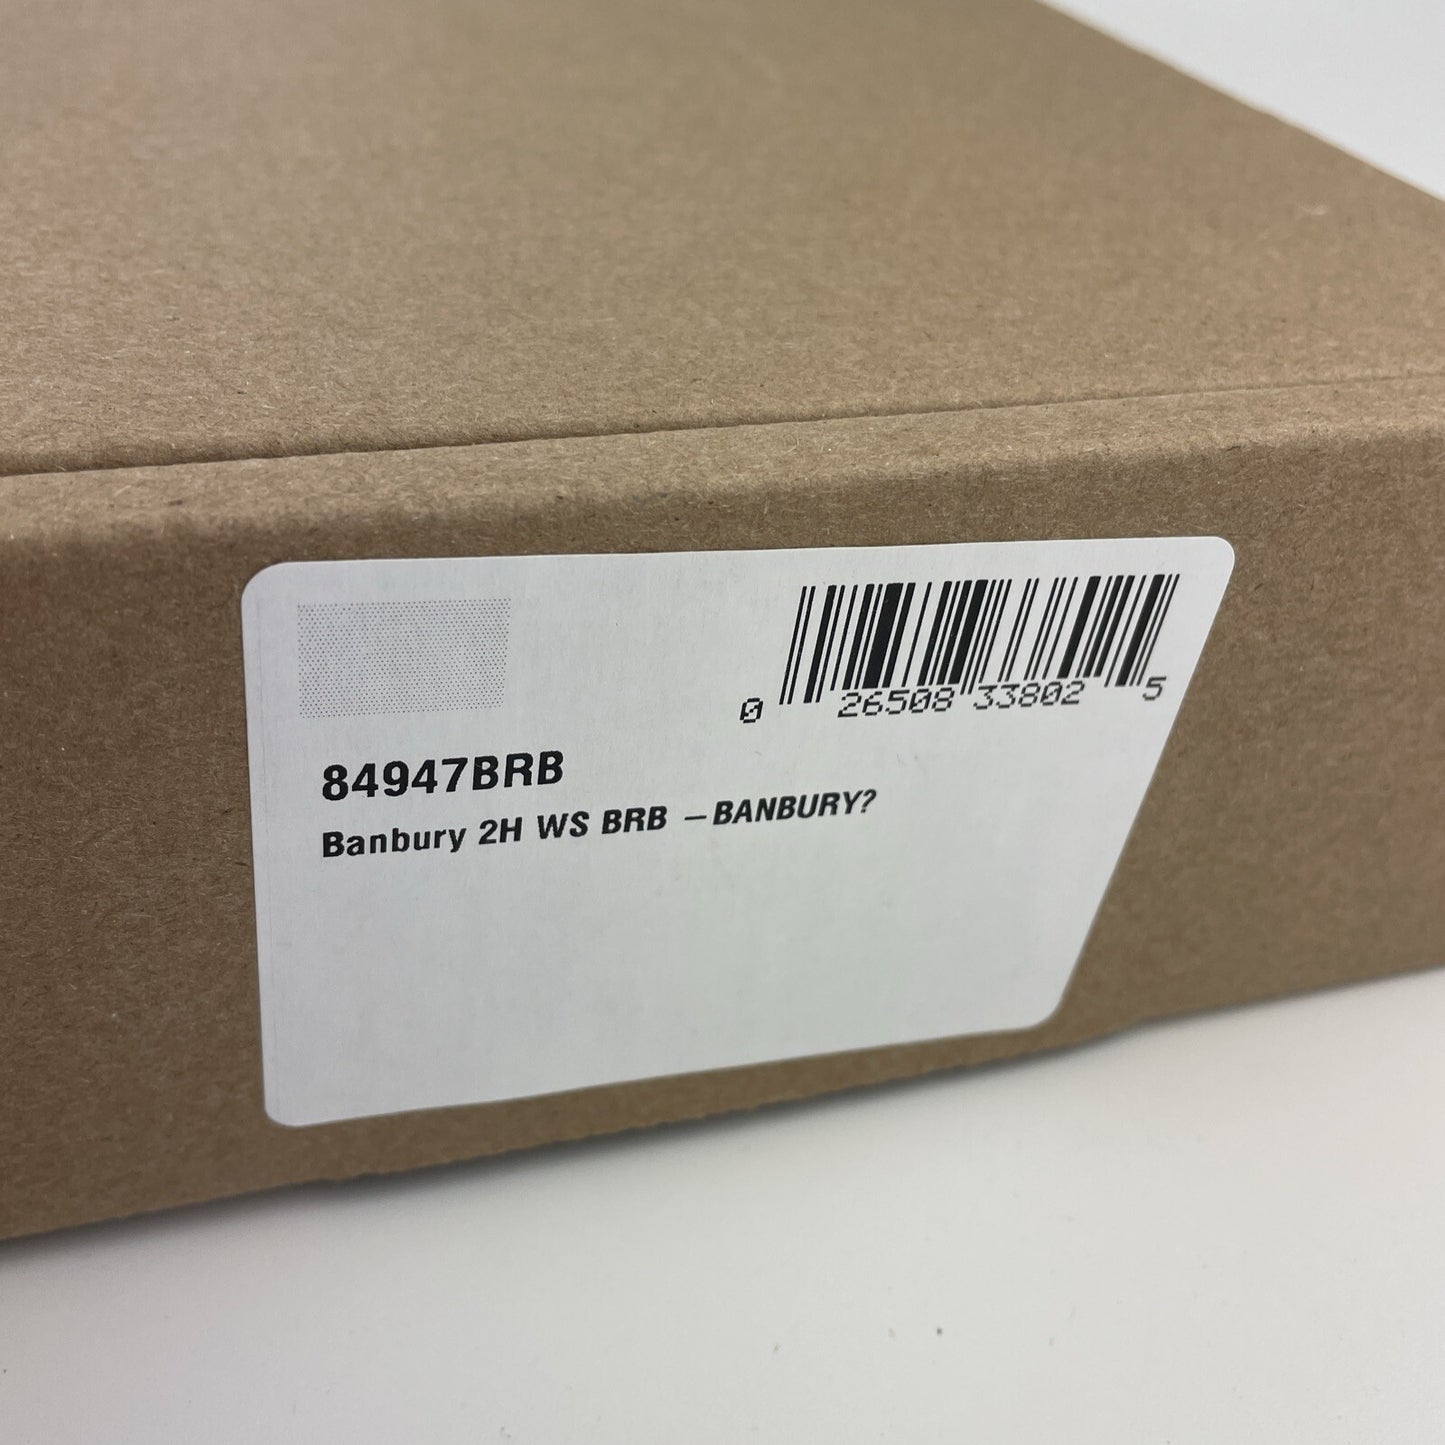 0 26508 33802 5
84947BRB
Banbury 2H WS BRB —BANBURY?